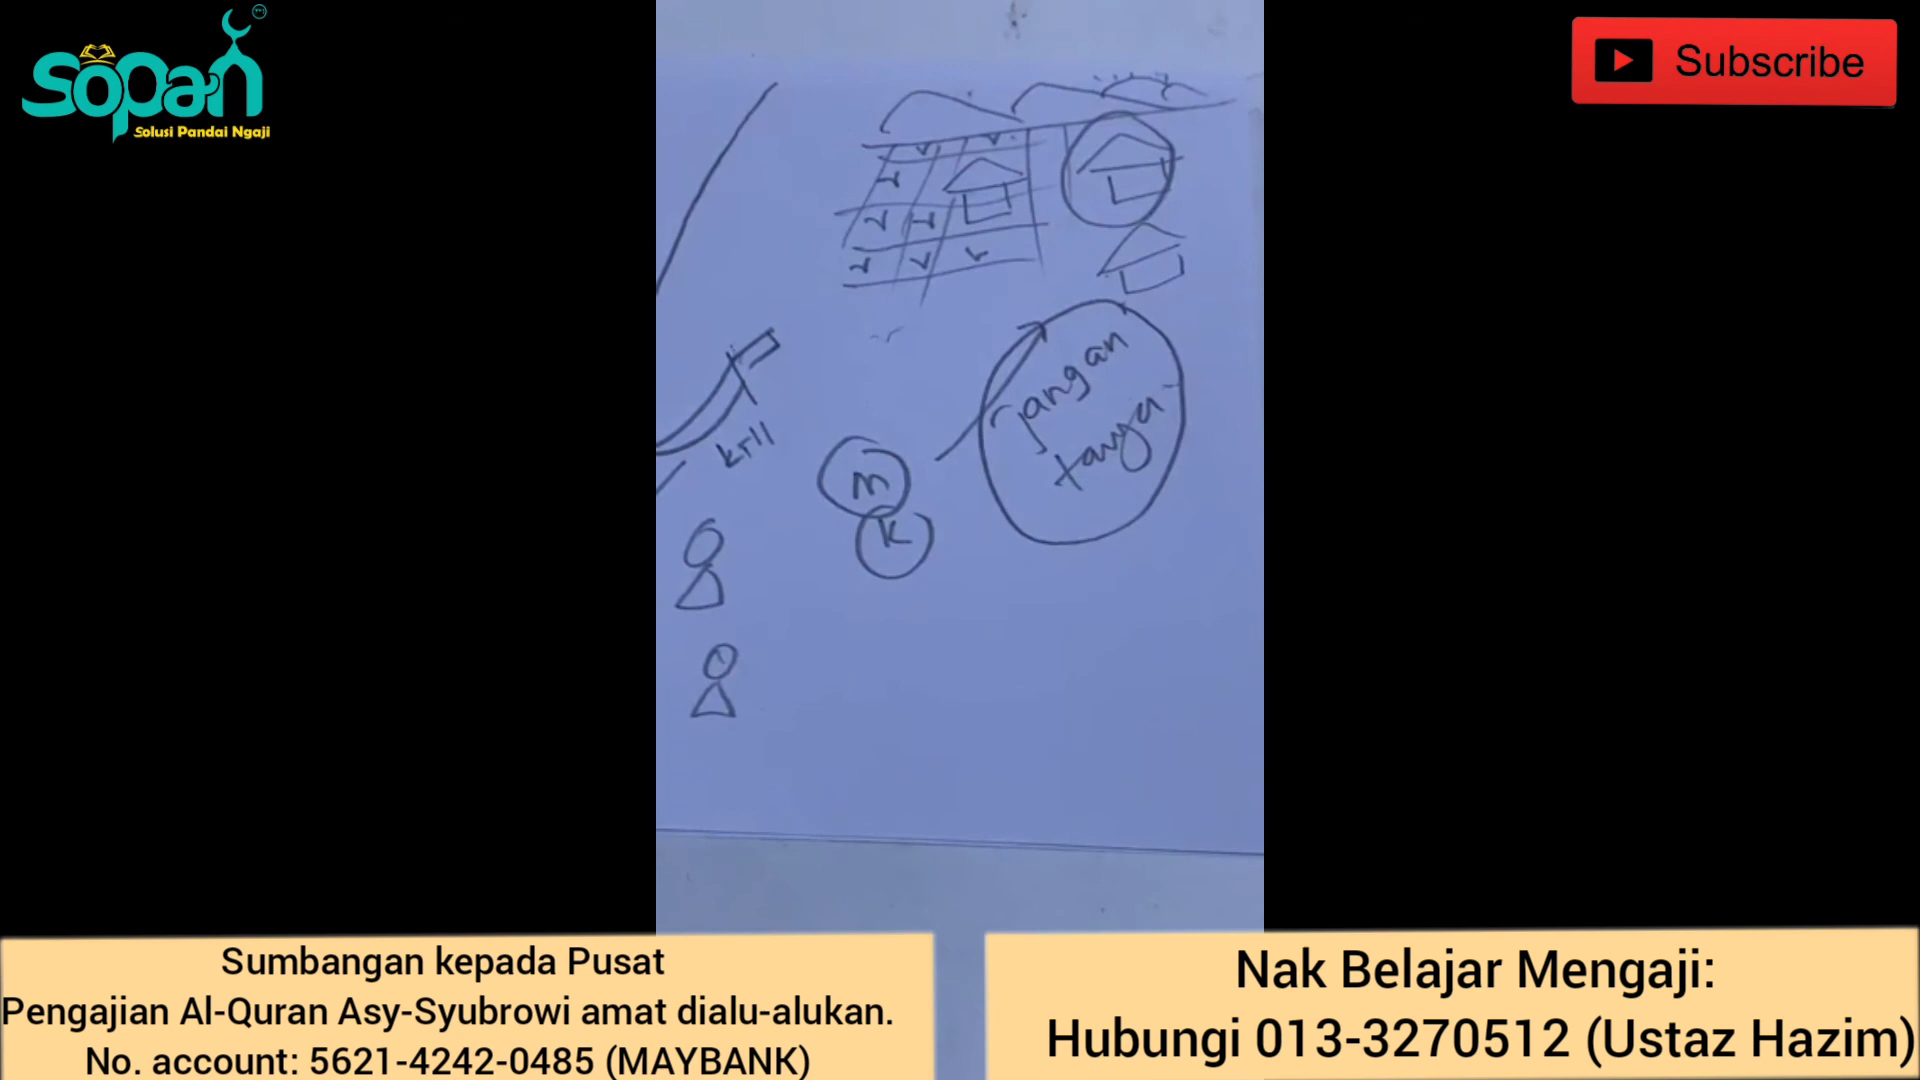 Sopan
Solusi Pandai Ngaji
Subscribe
jangan
tanya
kill
m
k
Sumbangan kepada Pusat
Pengajian Al-Quran Asy-Syubrowi amat dialu-alukan.
No. account: 5621-4242-0485 (MAYBANK)
Nak Belajar Mengaji:
Hubungi 013-3270512 (Ustaz Hazim)